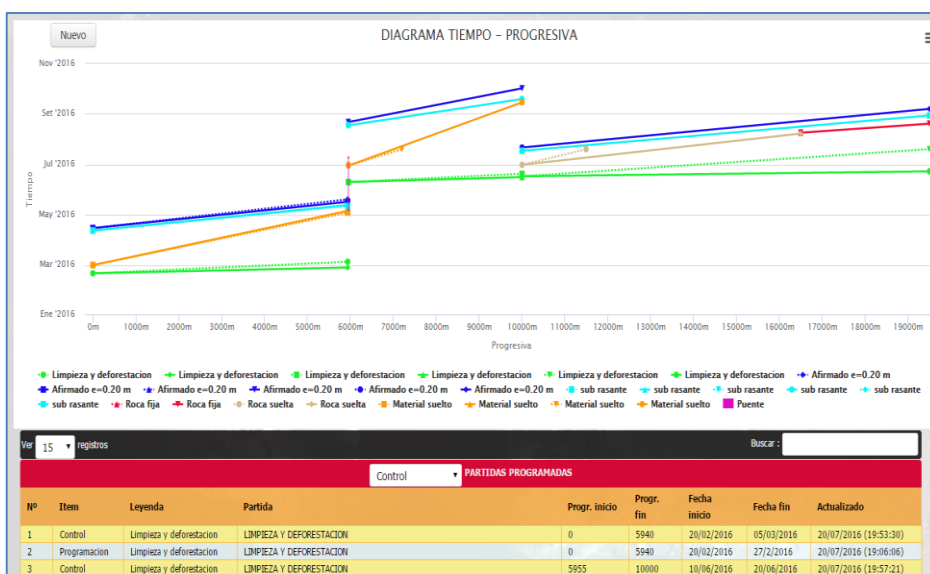 Nuevo
DIAGRAMA TIEMPO - PROGRESIVA
Nov '2016
Set '2016
Jul '2016
May '2016
Mar '2016
Ene '2016
Tiempo
0m 1000m 2000m 3000m 4000m 5000m 6000m 7000m 8000m 9000m 10000m 11000m 12000m 13000m 14000m 15000m 16000m 17000m 18000m 19000m
Progresiva
Limpieza y deforestacion Limpieza y deforestacion Limpieza y deforestacion Limpieza y deforestacion Limpieza y deforestacion Limpieza y deforestacion Afirmado e=0.20 m
Afirmado e=0.20 m Afirmado e=0.20 m Afirmado e=0.20 m Afirmado e=0.20 m Afirmado e=0.20 m sub rasante sub rasante sub rasante sub rasante sub rasante
sub rasante Roca fija Roca fija Roca suelta Roca suelta Material suelto Material suelto Material suelto Material suelto Puente
Ver 15 registros Buscar :
Control PARTIDAS PROGRAMADAS
Nº Item Leyenda Partida Progr. inicio Progr. fin Fecha inicio Fecha fin Actualizado
1 Control Limpieza y deforestacion LIMPIEZA Y DEFORESTACION 0 5940 20/02/2016 05/03/2016 20/07/2016 (19:53:30)
2 Programacion Limpieza y deforestacion LIMPIEZA Y DEFORESTACION 0 5940 20/02/2016 27/2/2016 20/07/2016 (19:06:06)
3 Control Limpieza y deforestacion LIMPIEZA Y DEFORESTACION 5955 10000 10/06/2016 20/06/2016 20/07/2016 (19:57:21)